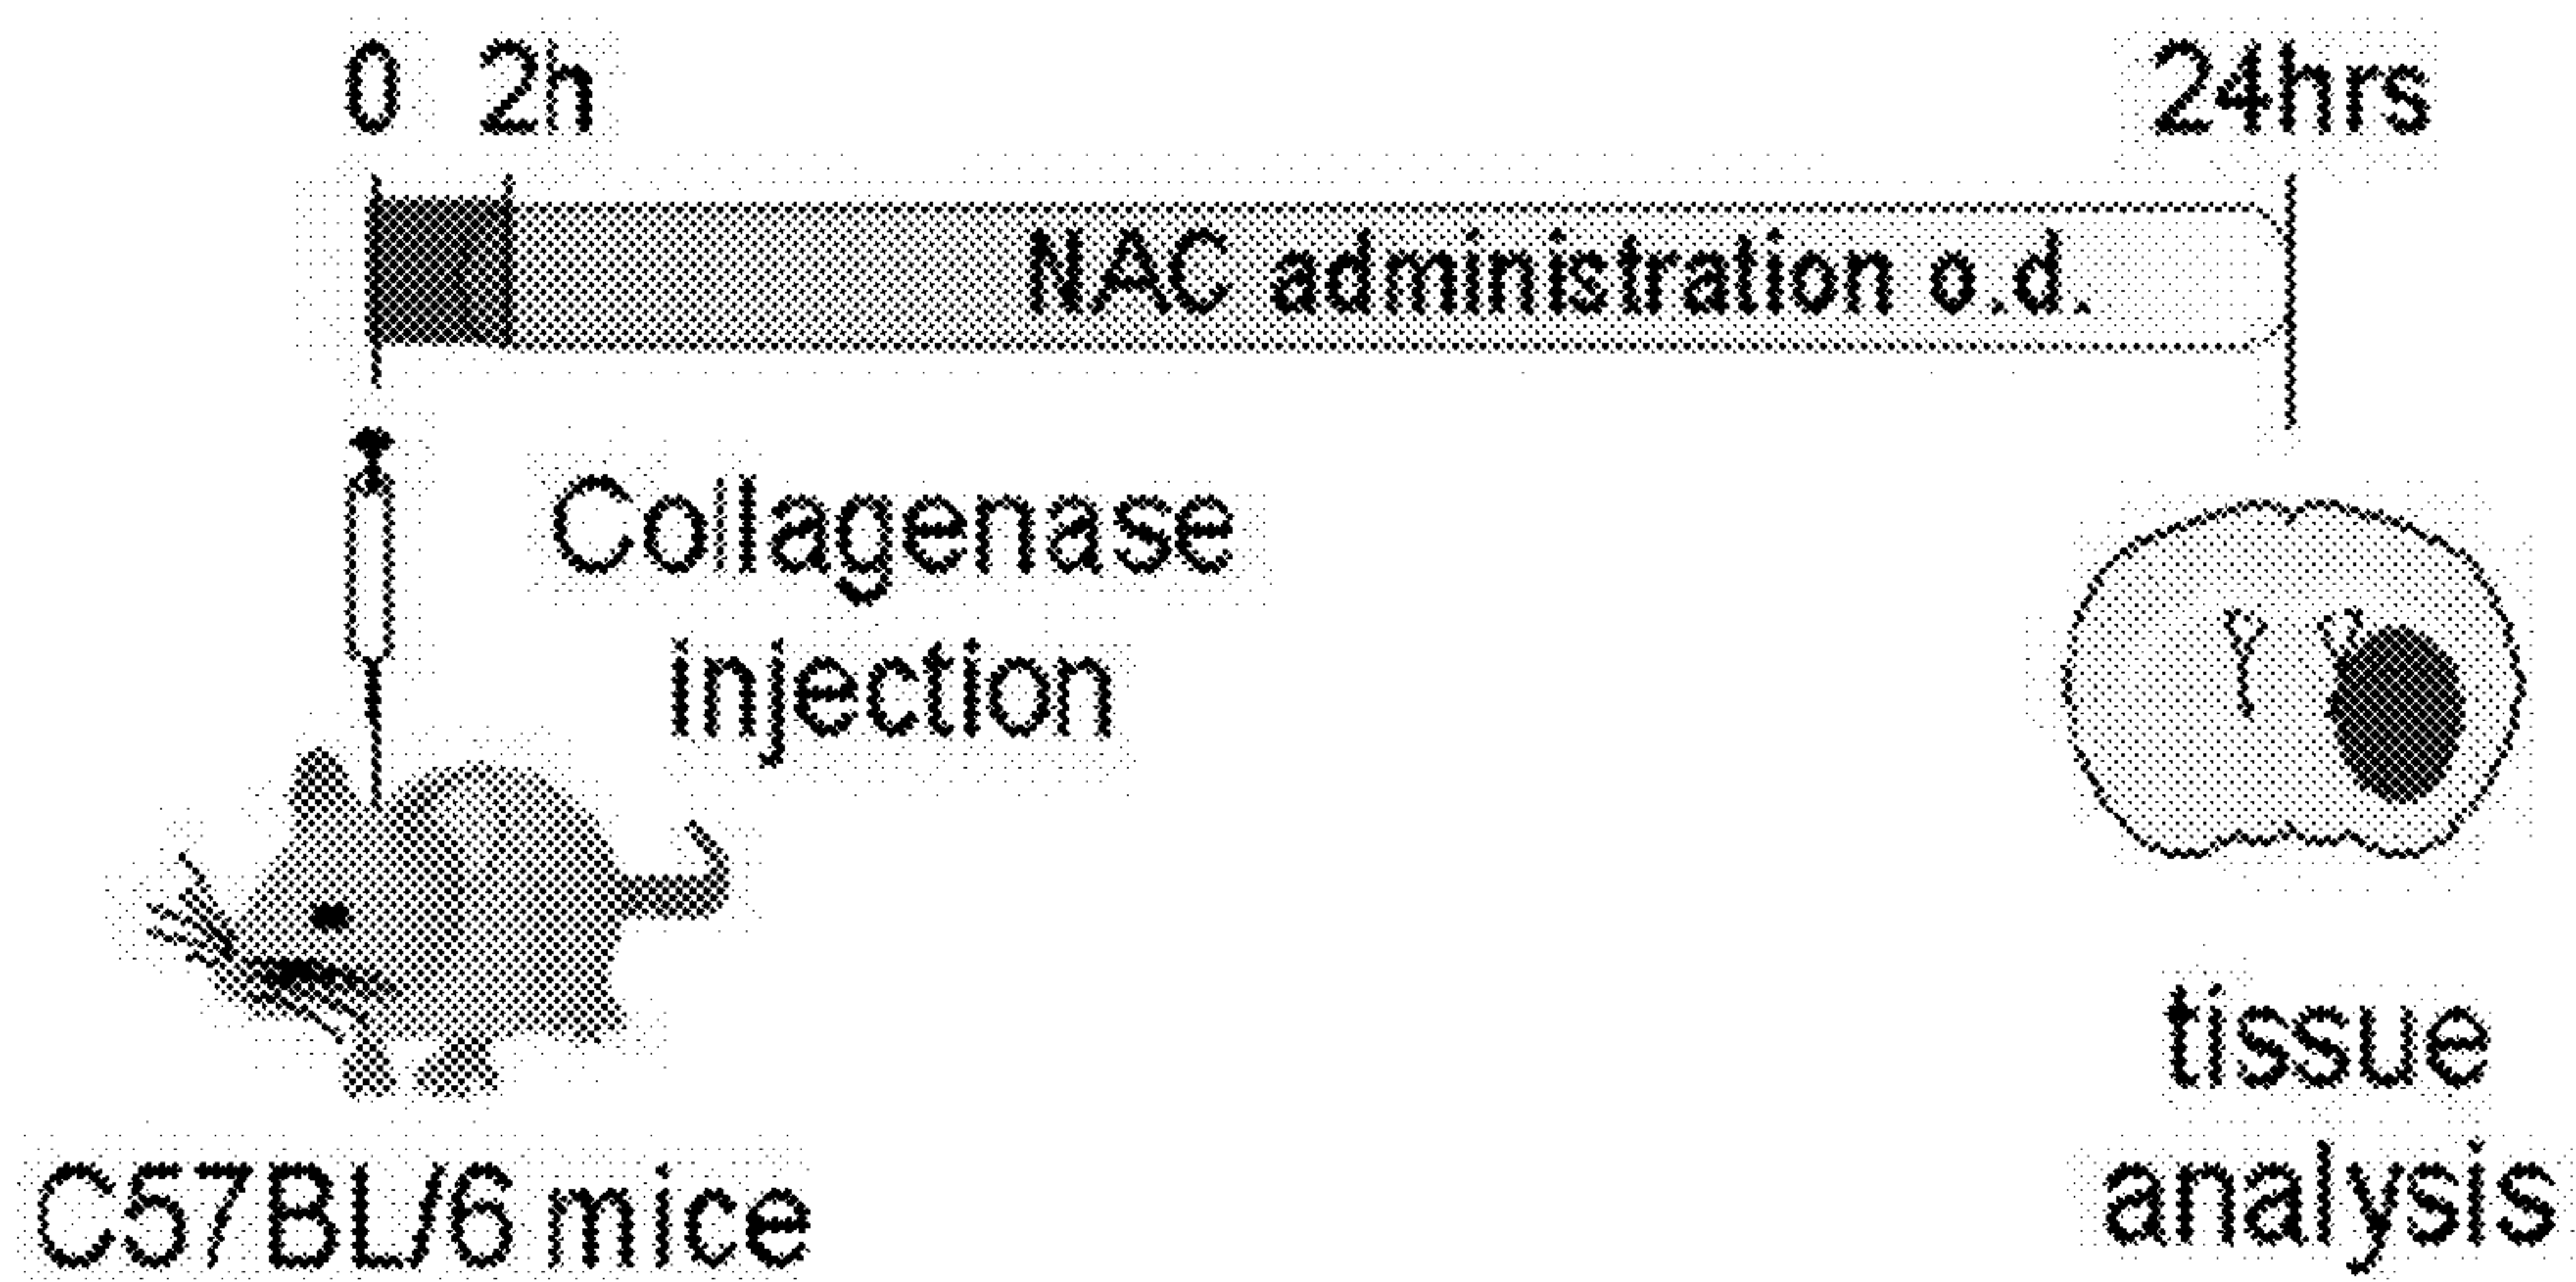 0 2h 24hrs
NAC administration o.d.
Collagenase
injection
C57BL/6 mice
tissue
analysis